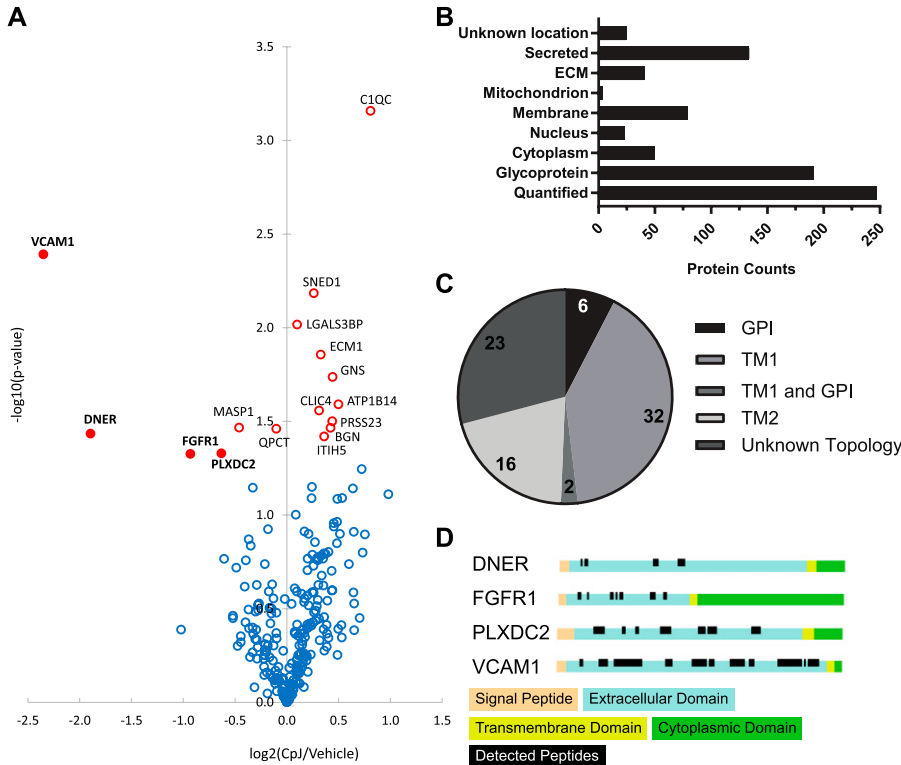 A
3.5
3.0
2.5
2.0
1.5
1.0
0.5
0.0
-2.5
-2.0
-1.5
-1.0
-0.5
0.0
0.5
1.0
1.5
-log10(p-value)
log2(CpJ/Vehicle)
C1QC
VCAM1
SNED1
LGALS3BP
ECM1
GNS
CLIC4
ATP1B14
MASP1
PRSS23
DNER
QPCT
BGN
FGFR1
ITIH5
PLXDC2
B
Unknown location
Secreted
ECM
Mitochondrion
Membrane
Nucleus
Cytoplasm
Glycoprotein
Quantified
0
50
100
150
200
250
Protein Counts
C
6
23
32
16
2
GPI
TM1
TM1 and GPI
TM2
Unknown Topology
D
DNER
FGFR1
PLXDC2
VCAM1
Signal Peptide
Extracellular Domain
Transmembrane Domain
Cytoplasmic Domain
Detected Peptides